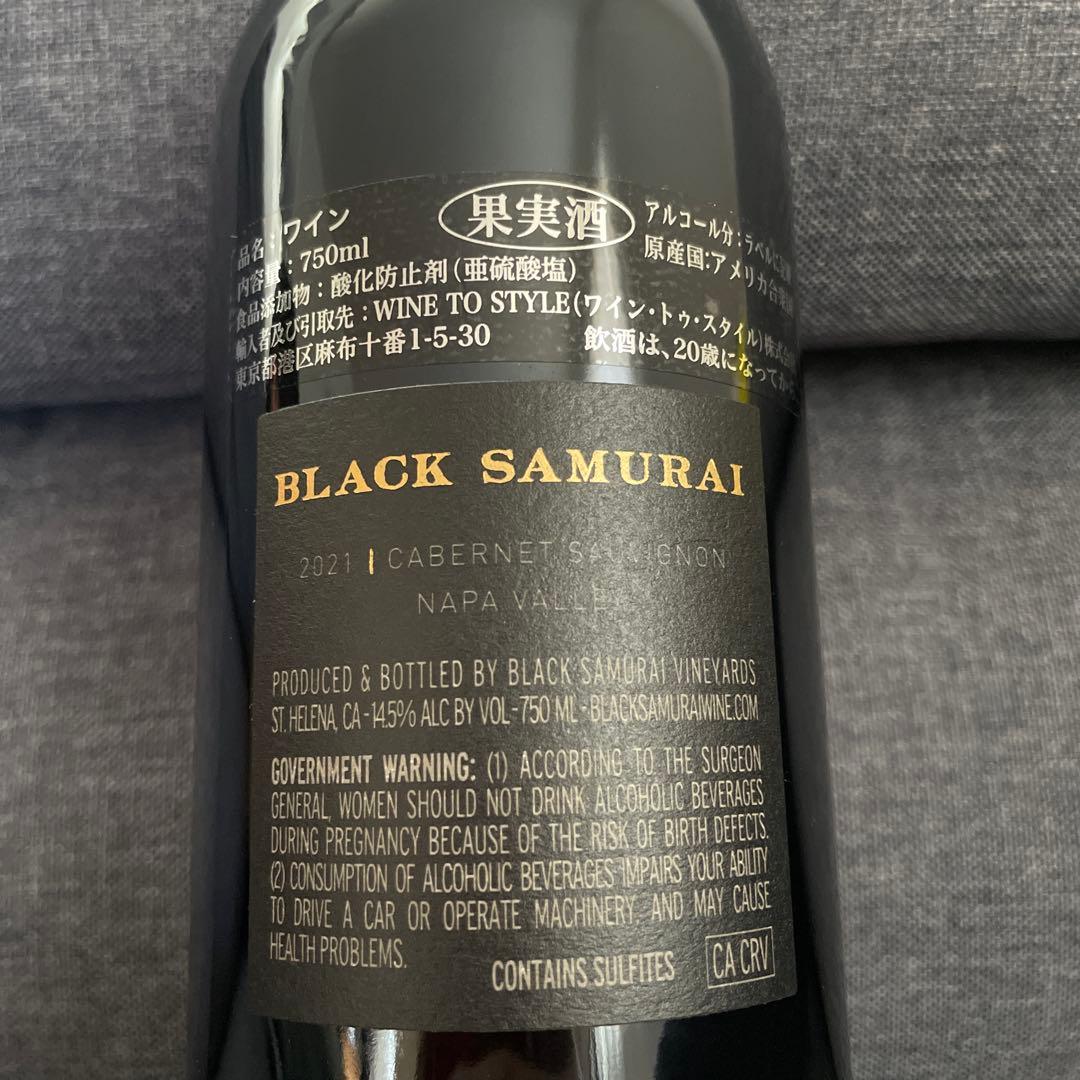 品名：ワイン
内容量：750ml
食品添加物：酸化防止剤（亜硫酸塩）
輸入者及び引取先：WINE TO STYLE（ワイン・トゥ・スタイル）株式会
東京都港区麻布十番1-5-30
飲酒は、20歳になってから
果実酒
アルコール分：ラベルに
原産国：アメリカ合衆
BLACK SAMURAI
2021 | CABERNET SAUVIGNON
NAPA VALLEY
PRODUCED & BOTTLED BY BLACK SAMURAI VINEYARDS
ST. HELENA, CA - 14.5% ALC BY VOL - 750 ML - BLACKSAMURAIWINE.COM
GOVERNMENT WARNING: (1) ACCORDING TO THE SURGEON
GENERAL, WOMEN SHOULD NOT DRINK ALCOHOLIC BEVERAGES
DURING PREGNANCY BECAUSE OF THE RISK OF BIRTH DEFECTS.
(2) CONSUMPTION OF ALCOHOLIC BEVERAGES IMPAIRS YOUR ABILITY
TO DRIVE A CAR OR OPERATE MACHINERY, AND MAY CAUSE
HEALTH PROBLEMS.
CONTAINS SULFITES
CA CRV